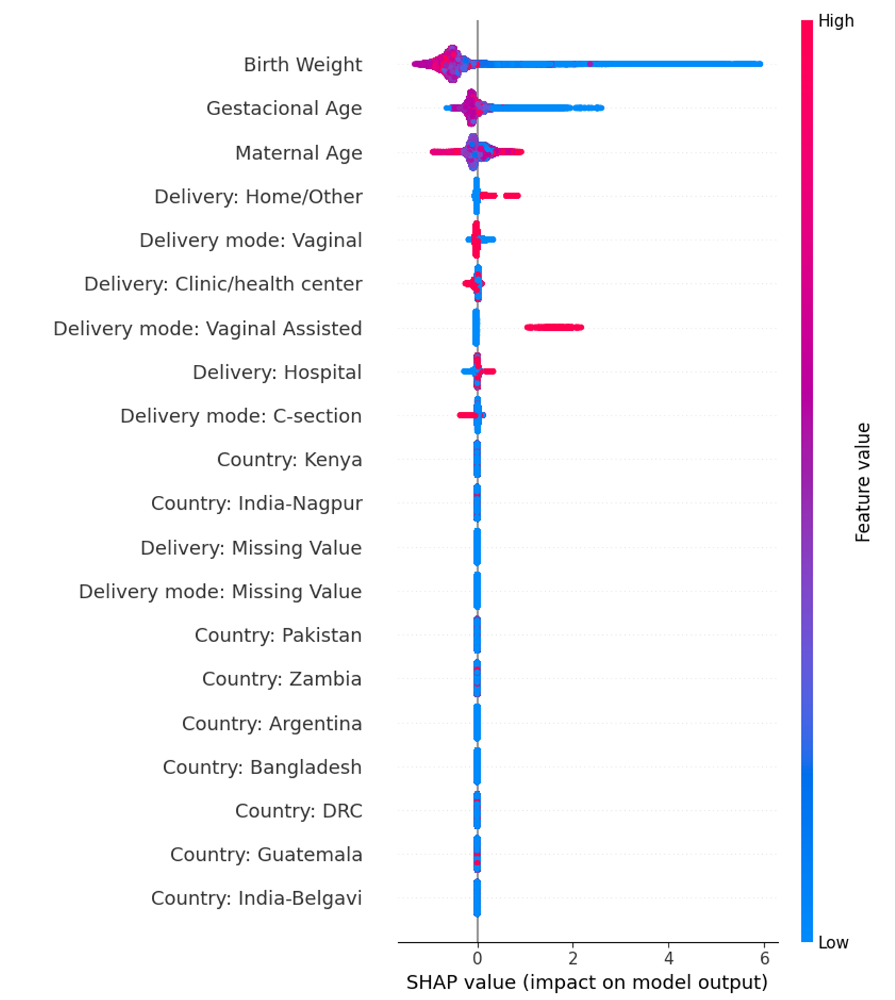 High
Birth Weight
Gestacional Age
Maternal Age
Delivery: Home/Other
Delivery mode: Vaginal
Delivery: Clinic/health center
Delivery mode: Vaginal Assisted
Delivery: Hospital
Delivery mode: C-section
Country: Kenya
Country: India-Nagpur
Delivery: Missing Value
Delivery mode: Missing Value
Country: Pakistan
Country: Zambia
Country: Argentina
Country: Bangladesh
Country: DRC
Country: Guatemala
Country: India-Belgavi
Feature value
Low
0 2 4 6
SHAP value (impact on model output)